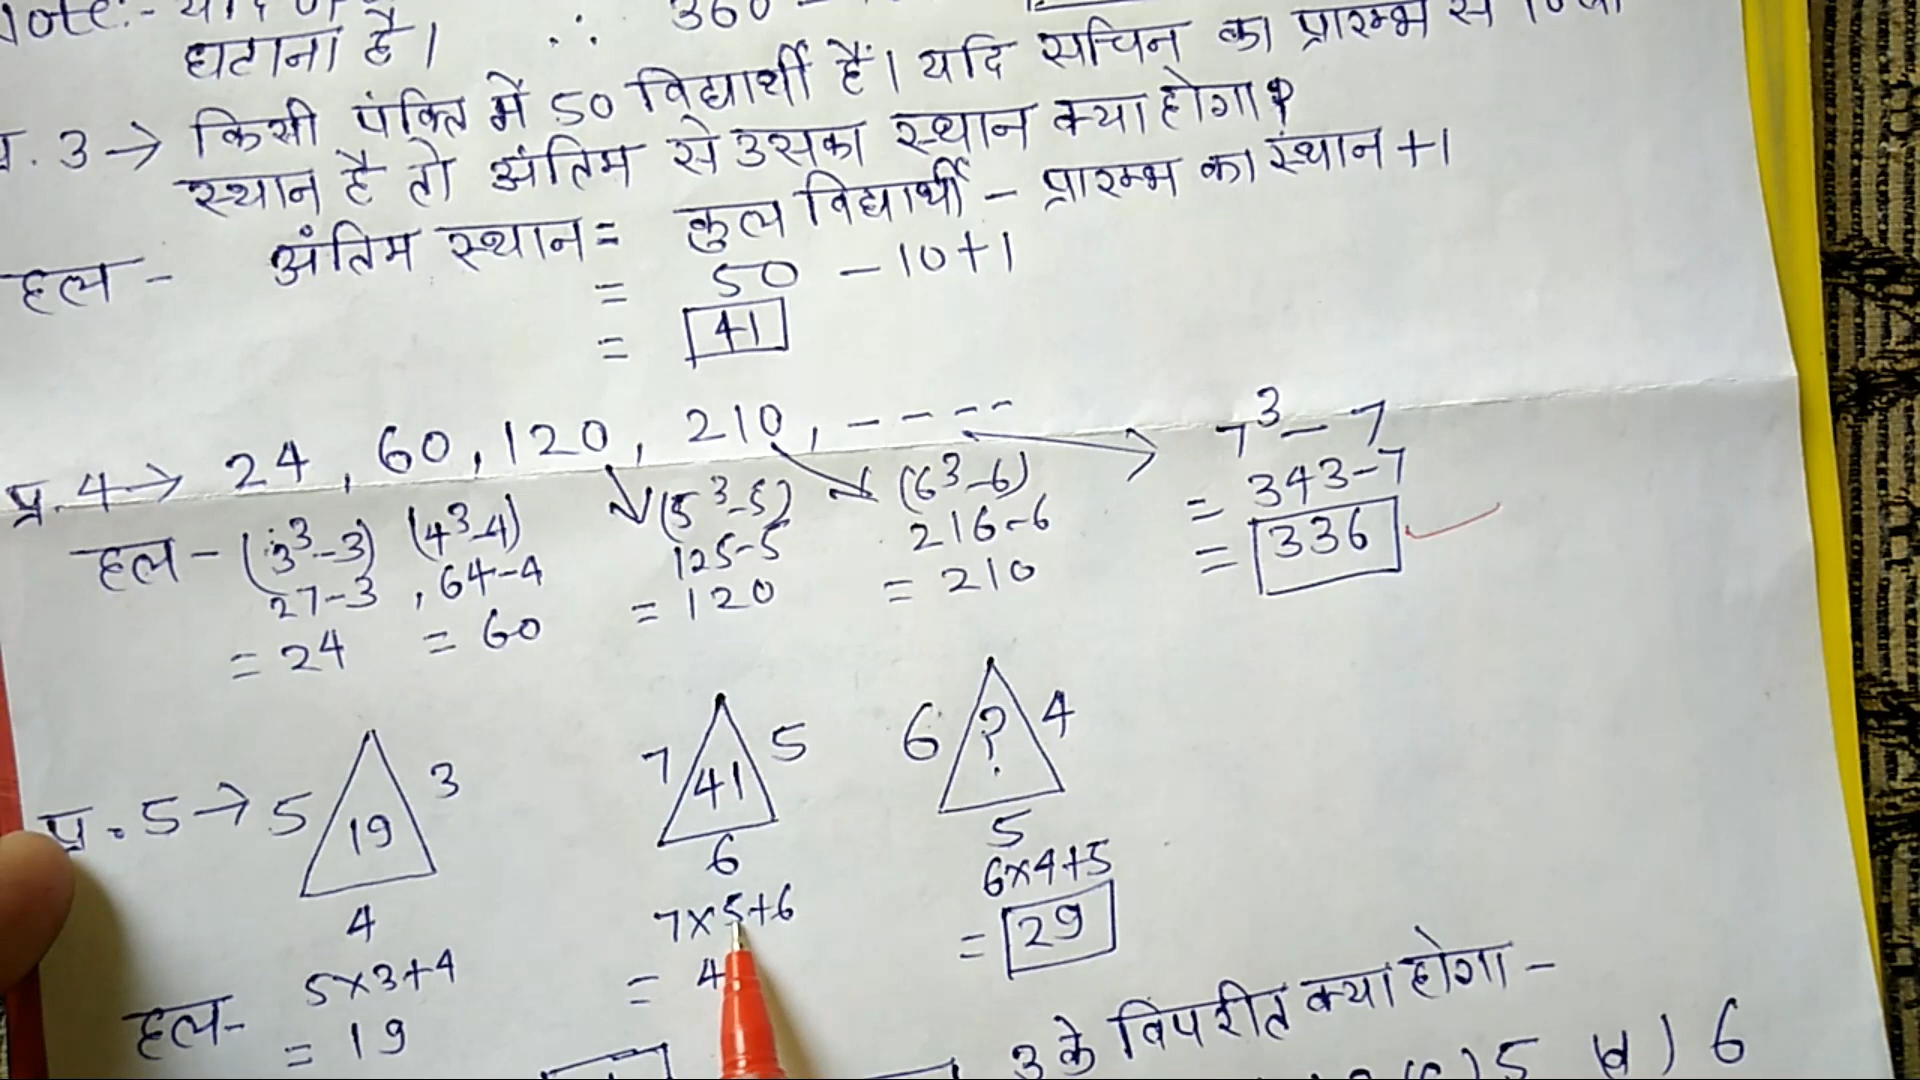 Note:-
घटाना है। ∴ 360
प्र. 3 → किसी पंक्ति में 50 विद्यार्थी हैं। यदि सचिन का प्रारम्भ से
स्थान है तो अंतिम से उसका स्थान क्या होगा?
हल - अंतिम स्थान = कुल विद्यार्थी - प्रारम्भ का स्थान +1
= 50 - 10+1
= 41
प्र. 4 → 24, 60, 120, 210, ----
हल - (3³-3) (4³-4) (5³-5) (6³-6) 7³-7
27-3, 64-4 125-5 216-6 = 343-7
= 24 = 60 = 120 = 210 = 336
प्र. 5 → 5 19 3 7 41 5 6 ? 4
4 6 5
हल- 5×3+4 7×5+6 6×4+5
= 19 = 4 = 29
3 के विपरीत क्या होगा -
5 6